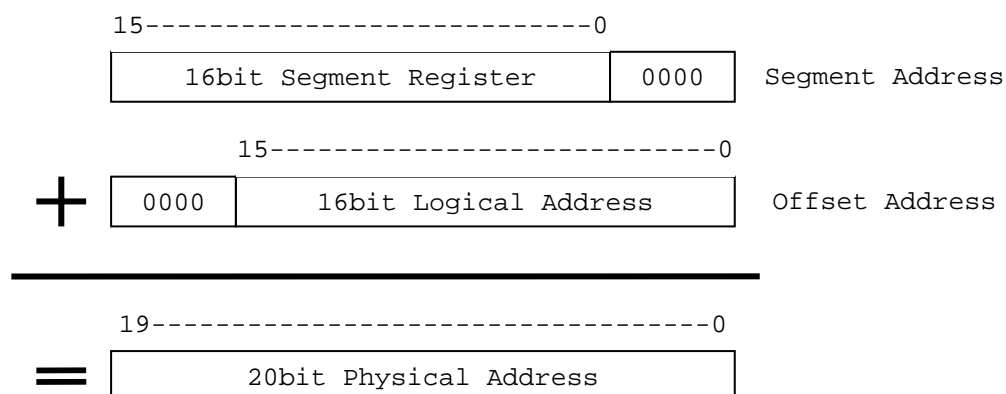 15----------------------------0
16bit Segment Register 0000 Segment Address
15----------------------------0
+ 0000 16bit Logical Address Offset Address
19-----------------------------------0
= 20bit Physical Address